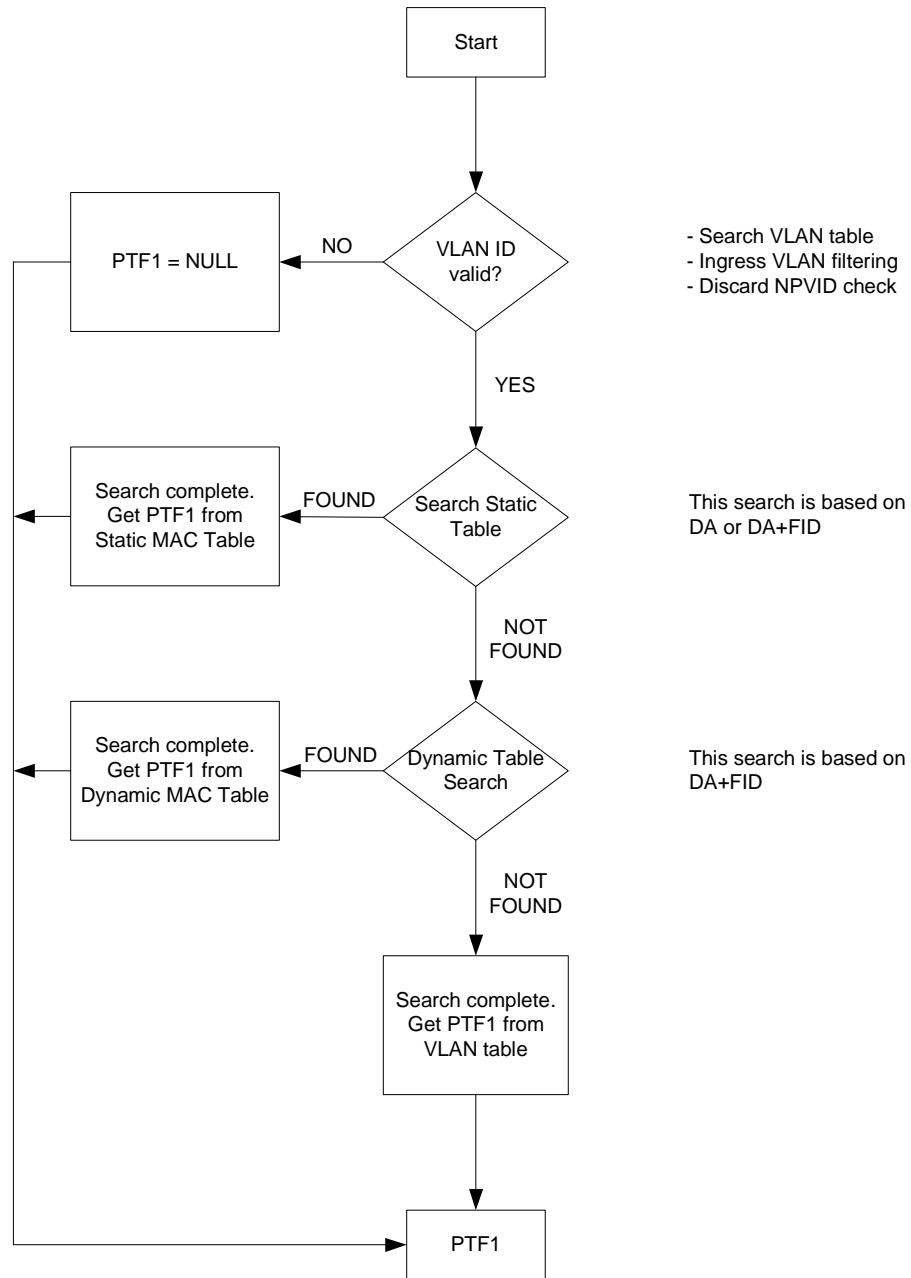 Start
NO
VLAN ID
valid?
PTF1 = NULL
- Search VLAN table
- Ingress VLAN filtering
- Discard NPVID check
YES
Search complete.
Get PTF1 from
Static MAC Table
FOUND
Search Static
Table
This search is based on
DA or DA+FID
NOT
FOUND
Search complete.
Get PTF1 from
Dynamic MAC Table
FOUND
Dynamic Table
Search
This search is based on
DA+FID
NOT
FOUND
Search complete.
Get PTF1 from
VLAN table
PTF1